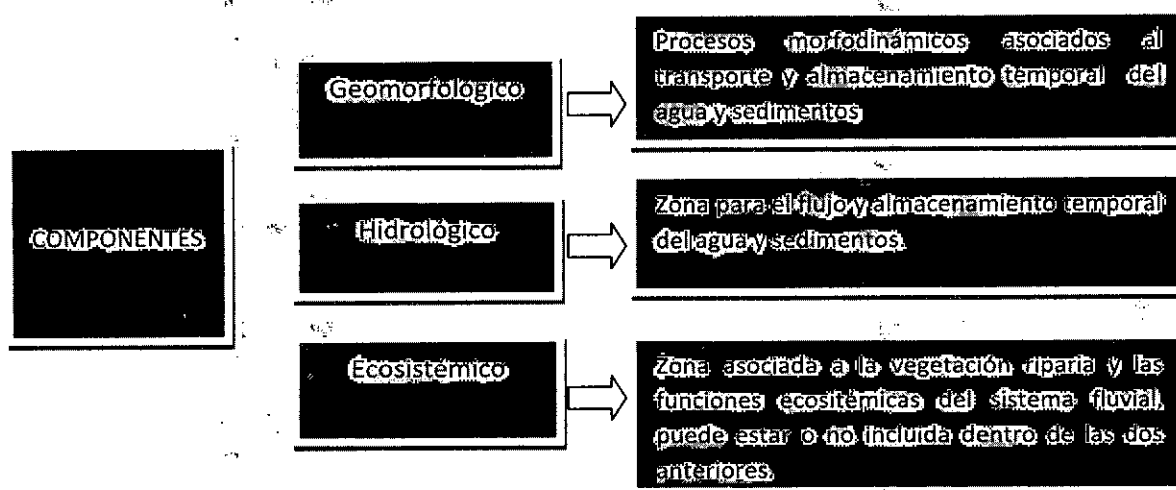 COMPONENTES
Geomorfológico
Procesos morfodinámicos asociados al
transporte y almacenamiento temporal del
agua y sedimentos
Hidrológico
Zona para el flujo y almacenamiento temporal
del agua y sedimentos.
Ecosistémico
Zona asociada a la vegetación riparia y las
funciones ecositémicas del sistema fluvial,
puede estar o no incluida dentro de las dos
anteriores.